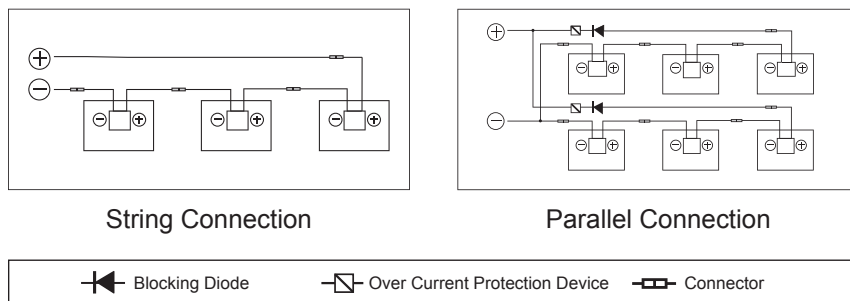 String Connection
Parallel Connection
Blocking Diode
Over Current Protection Device
Connector